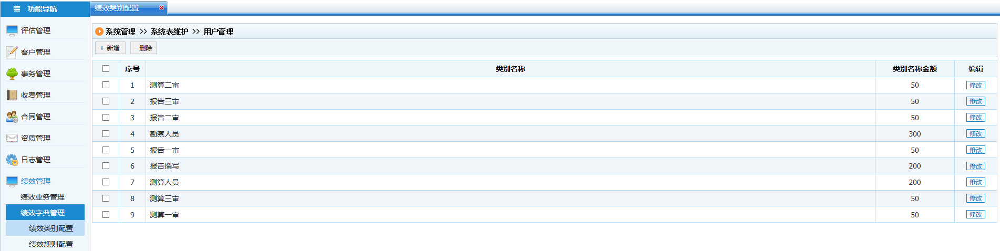 功能导航
评估管理
客户管理
事务管理
收费管理
合同管理
资质管理
日志管理
绩效管理
绩效业务管理
绩效字典管理
绩效类别配置
绩效规则配置
绩效类别配置
系统管理 >> 系统表维护 >> 用户管理
+ 新增 - 删除
序号 类别名称 类别名称金额 编辑
1 测算二审 50 修改
2 报告三审 50 修改
3 报告二审 50 修改
4 勘察人员 300 修改
5 报告一审 50 修改
6 报告撰写 200 修改
7 测算人员 200 修改
8 测算三审 50 修改
9 测算一审 50 修改